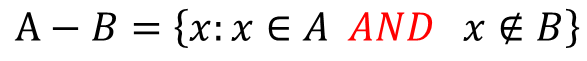 A − B = {x: x ∈ A AND x ∉ B}